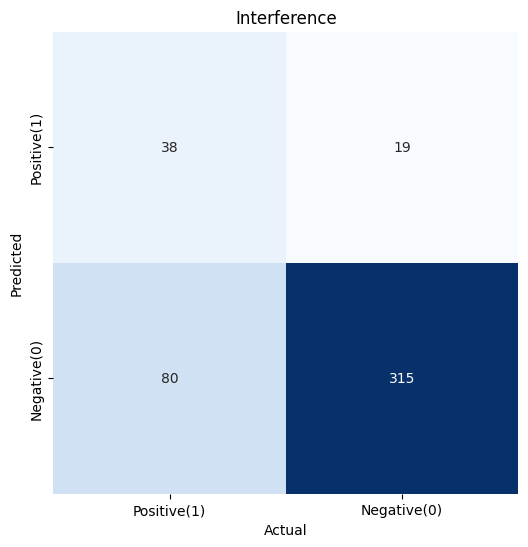 Interference
Positive(1)
38
19
Predicted
Negative(0)
80
315
Positive(1)
Negative(0)
Actual